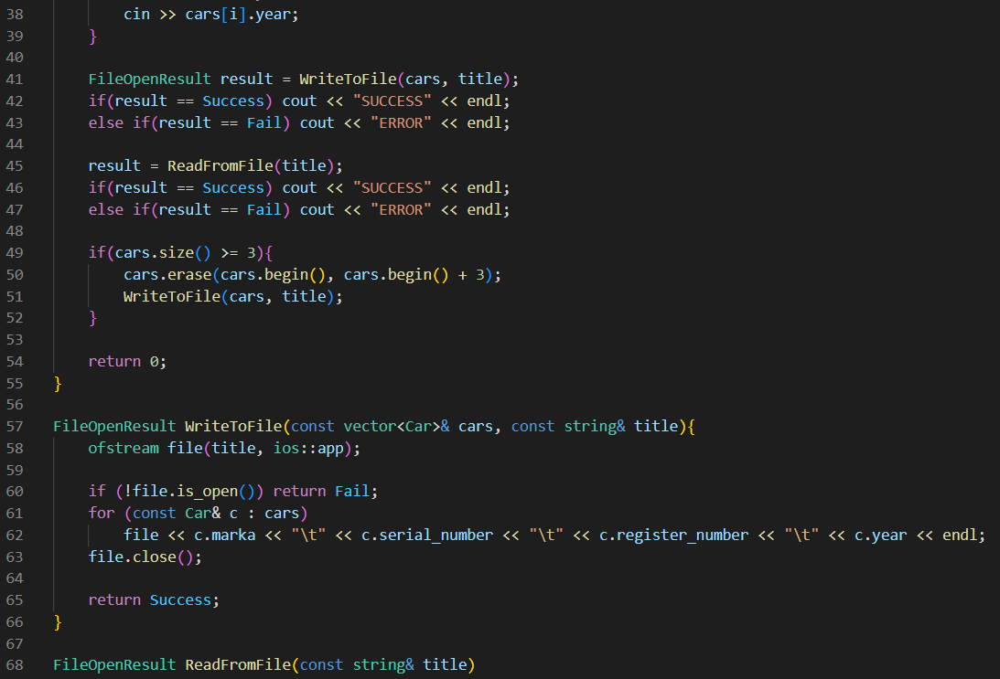 38 cin >> cars[i].year;
39 }
40
41 FileOpenResult result = WriteToFile(cars, title);
42 if(result == Success) cout << "SUCCESS" << endl;
43 else if(result == Fail) cout << "ERROR" << endl;
44
45 result = ReadFromFile(title);
46 if(result == Success) cout << "SUCCESS" << endl;
47 else if(result == Fail) cout << "ERROR" << endl;
48
49 if(cars.size() >= 3){
50 cars.erase(cars.begin(), cars.begin() + 3);
51 WriteToFile(cars, title);
52 }
53
54 return 0;
55 }
56
57 FileOpenResult WriteToFile(const vector<Car>& cars, const string& title){
58 ofstream file(title, ios::app);
59
60 if (!file.is_open()) return Fail;
61 for (const Car& c : cars)
62 file << c.marka << "\t" << c.serial_number << "\t" << c.register_number << "\t" << c.year << endl;
63 file.close();
64
65 return Success;
66 }
67
68 FileOpenResult ReadFromFile(const string& title)